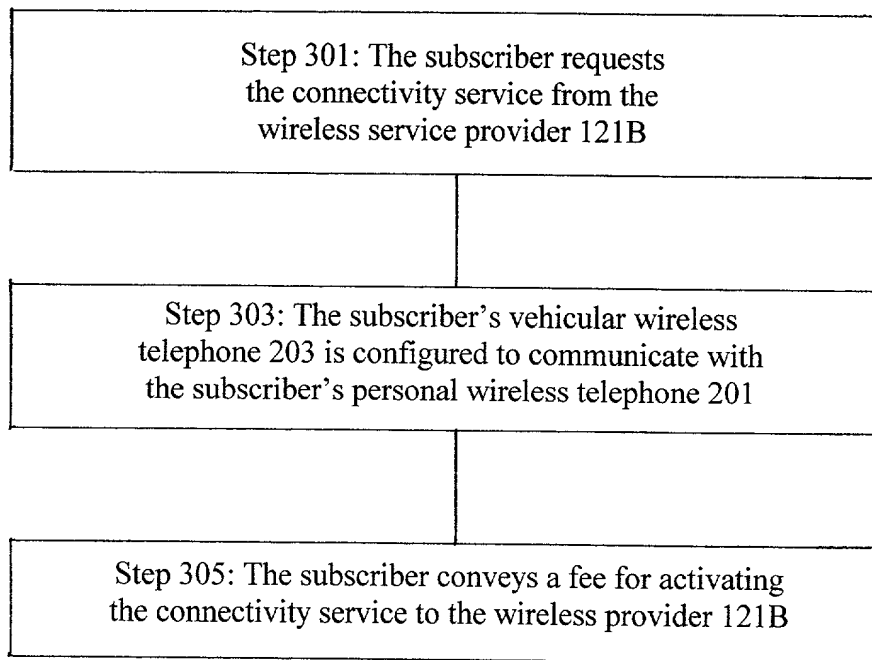 Step 301: The subscriber requests
the connectivity service from the
wireless service provider 121B
Step 303: The subscriber's vehicular wireless
telephone 203 is configured to communicate with
the subscriber's personal wireless telephone 201
Step 305: The subscriber conveys a fee for activating
the connectivity service to the wireless provider 121B